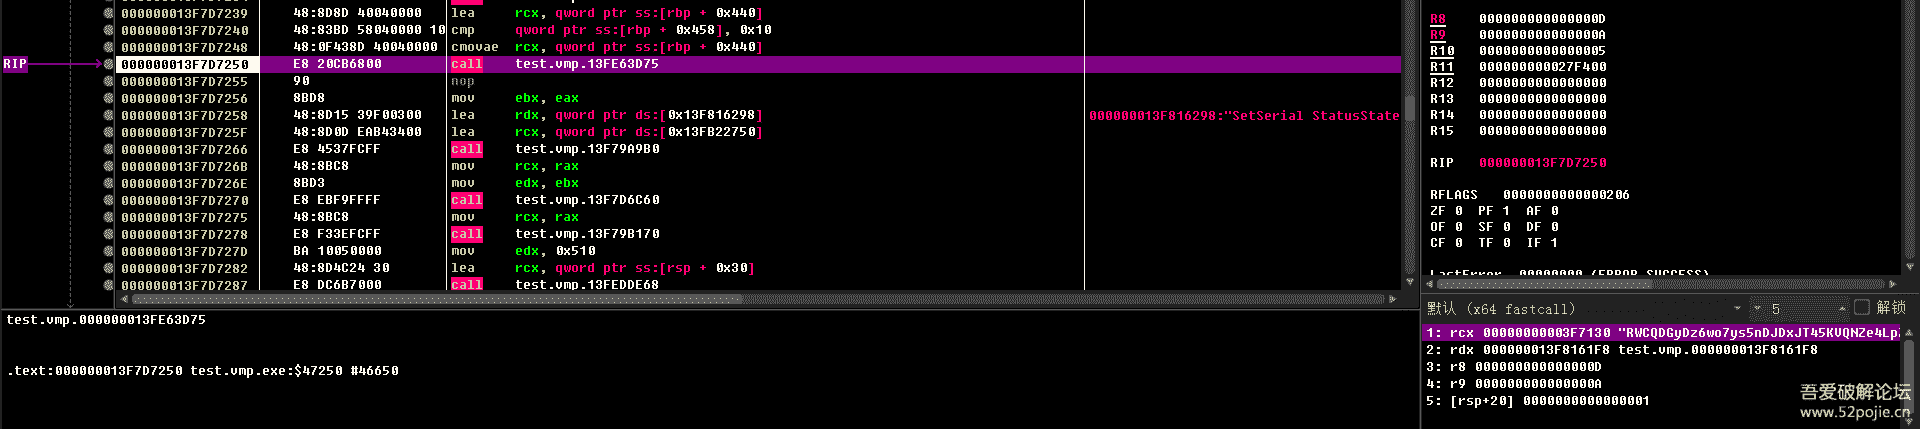 000000013F7D7239 48:8D8D 40040000 lea rcx, qword ptr ss:[rbp + 0x440]
000000013F7D7240 48:83BD 58040000 10 cmp qword ptr ss:[rbp + 0x458], 0x10
000000013F7D7248 48:0F438D 40040000 cmovae rcx, qword ptr ss:[rbp + 0x440]
RIP 000000013F7D7250 E8 20CB6800 call test.vmp.13FE63D75
000000013F7D7255 90 nop
000000013F7D7256 8BD8 mov ebx, eax
000000013F7D7258 48:8D15 39F00300 lea rdx, qword ptr ds:[0x13F816298] 000000013F816298:"SetSerial StatusState
000000013F7D725F 48:8D0D EAB43400 lea rcx, qword ptr ds:[0x13FB22750]
000000013F7D7266 E8 4537FCFF call test.vmp.13F79A9B0
000000013F7D726B 48:8BC8 mov rcx, rax
000000013F7D726E 8BD3 mov edx, ebx
000000013F7D7270 E8 EBF9FFFF call test.vmp.13F7D6C60
000000013F7D7275 48:8BC8 mov rcx, rax
000000013F7D7278 E8 F33EFCFF call test.vmp.13F79B170
000000013F7D727D BA 10050000 mov edx, 0x510
000000013F7D7282 48:8D4C24 30 lea rcx, qword ptr ss:[rsp + 0x30]
000000013F7D7287 E8 DC6B7000 call test.vmp.13FEDDE68
test.vmp.000000013FE63D75
.text:000000013F7D7250 test.vmp.exe:$47250 #46650
R8 000000000000000D
R9 000000000000000A
R10 0000000000000005
R11 000000000027F400
R12 0000000000000000
R13 0000000000000000
R14 0000000000000000
R15 0000000000000000
RIP 000000013F7D7250
RFLAGS 0000000000000206
ZF 0 PF 1 AF 0
OF 0 SF 0 DF 0
CF 0 TF 0 IF 1
LastError 00000000 (ERROR_SUCCESS)
默认 (x64 fastcall) 5 解锁
1: rcx 00000000003F7130 "RWCQDGyDz6wo7ys5nDJDxJT45KVQNZe4Lp
2: rdx 000000013F8161F8 test.vmp.000000013F8161F8
3: r8 000000000000000D
4: r9 000000000000000A
5: [rsp+20] 0000000000000001
吾爱破解论坛
www.52pojie.cn